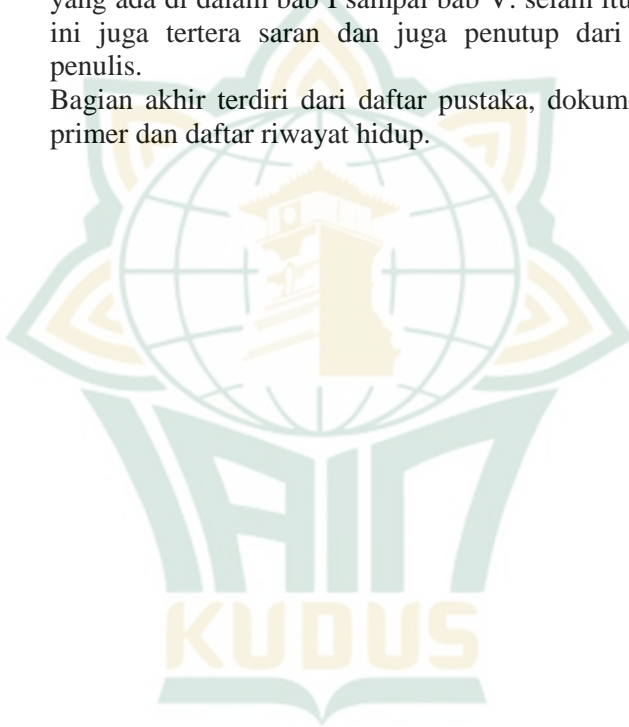 yang ada di dalam bab I sampai bab V. selain itu
ini juga tertera saran dan juga penutup dari
penulis.
Bagian akhir terdiri dari daftar pustaka, dokum
primer dan daftar riwayat hidup.
IAIN
KUDUS